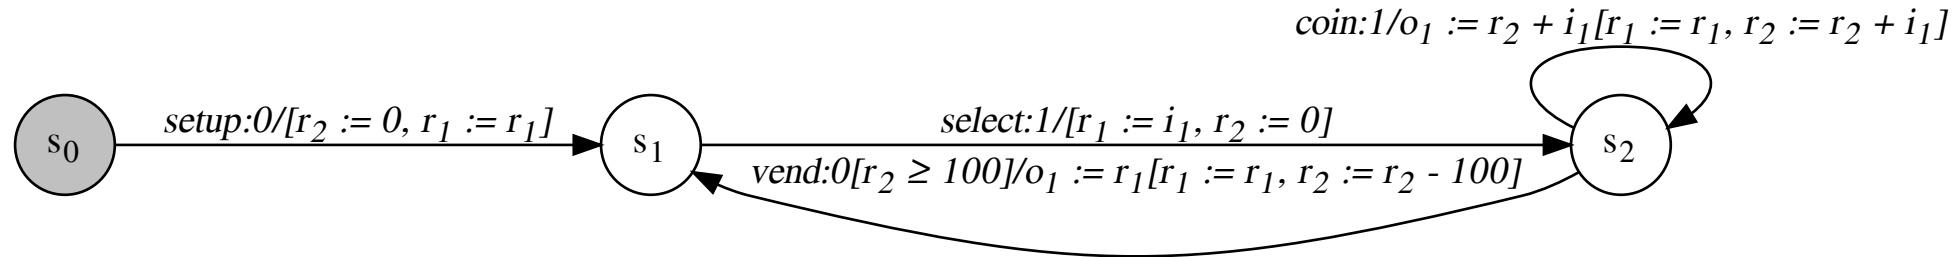 coin:1/o₁ := r₂ + i₁[r₁ := r₁, r₂ := r₂ + i₁]
setup:0/[r₂ := 0, r₁ := r₁]
select:1/[r₁ := i₁, r₂ := 0]
s₀
s₁
s₂
vend:0[r₂ ≥ 100]/o₁ := r₁[r₁ := r₁, r₂ := r₂ - 100]